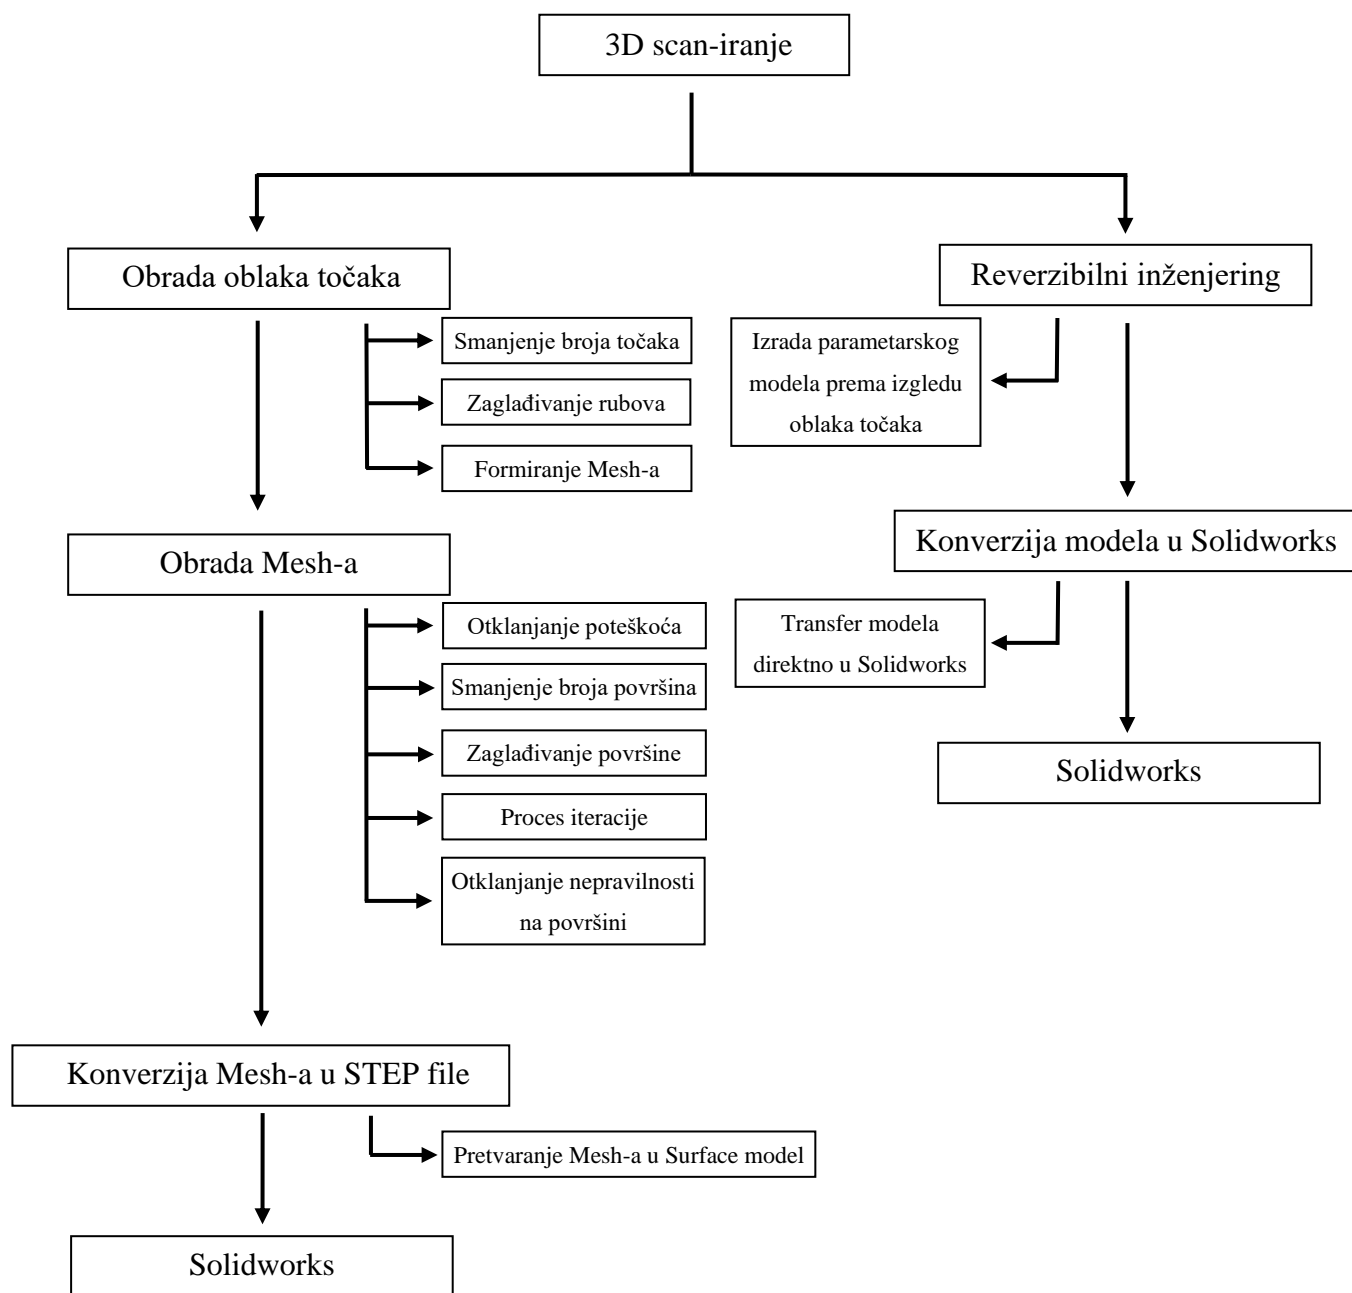 3D scan-iranje
Obrada oblaka točaka
Smanjenje broja točaka
Zaglađivanje rubova
Formiranje Mesh-a
Obrada Mesh-a
Otklanjanje poteškoća
Smanjenje broja površina
Zaglađivanje površine
Proces iteracije
Otklanjanje nepravilnosti
na površini
Konverzija Mesh-a u STEP file
Pretvaranje Mesh-a u Surface model
Solidworks
Reverzibilni inženjering
Izrada parametarskog
modela prema izgledu
oblaka točaka
Konverzija modela u Solidworks
Transfer modela
direktno u Solidworks
Solidworks